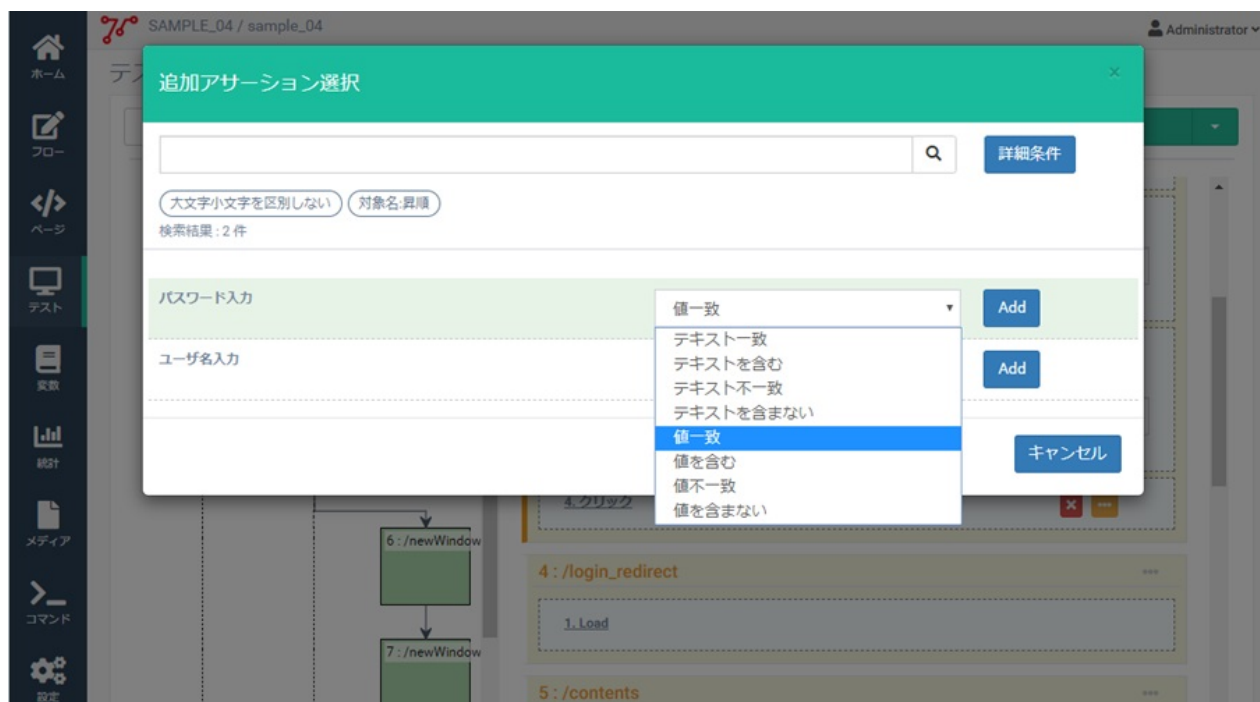 SAMPLE_04 / sample_04
Administrator
ホーム
テス
追加アサーション選択
×
フロー
詳細条件
大文字小文字を区別しない
対象名:昇順
検索結果 : 2 件
ページ
テスト
パスワード入力
値一致
Add
テキスト一致
テキストを含む
テキスト不一致
テキストを含まない
値一致
値を含む
値不一致
値を含まない
ユーザ名入力
Add
変数
統計
キャンセル
メディア
4. クリック
6 : /newWindow
4 : /login_redirect
コマンド
1. Load
7 : /newWindow
設定
5 : /contents